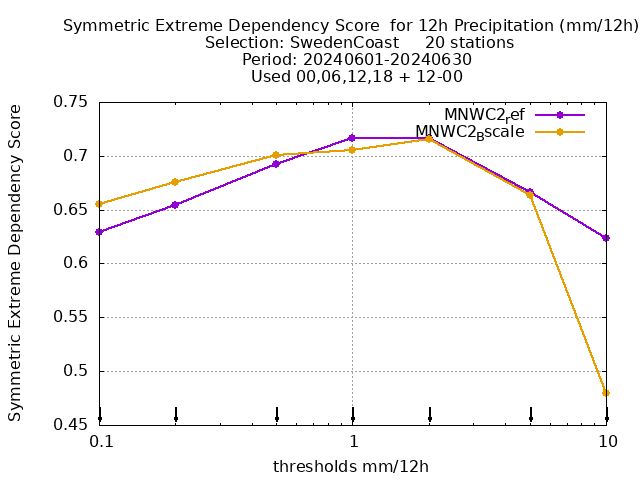 Symmetric Extreme Dependency Score  for 12h Precipitation (mm/12h)
Selection: SwedenCoast     20 stations
Period: 20240601-20240630
Used 00,06,12,18 + 12-00
MNWC2ref
MNWC2Bscale
0.75
0.7
0.65
0.6
0.55
0.5
0.45
Symmetric Extreme Dependency Score
0.1
1
10
thresholds mm/12h